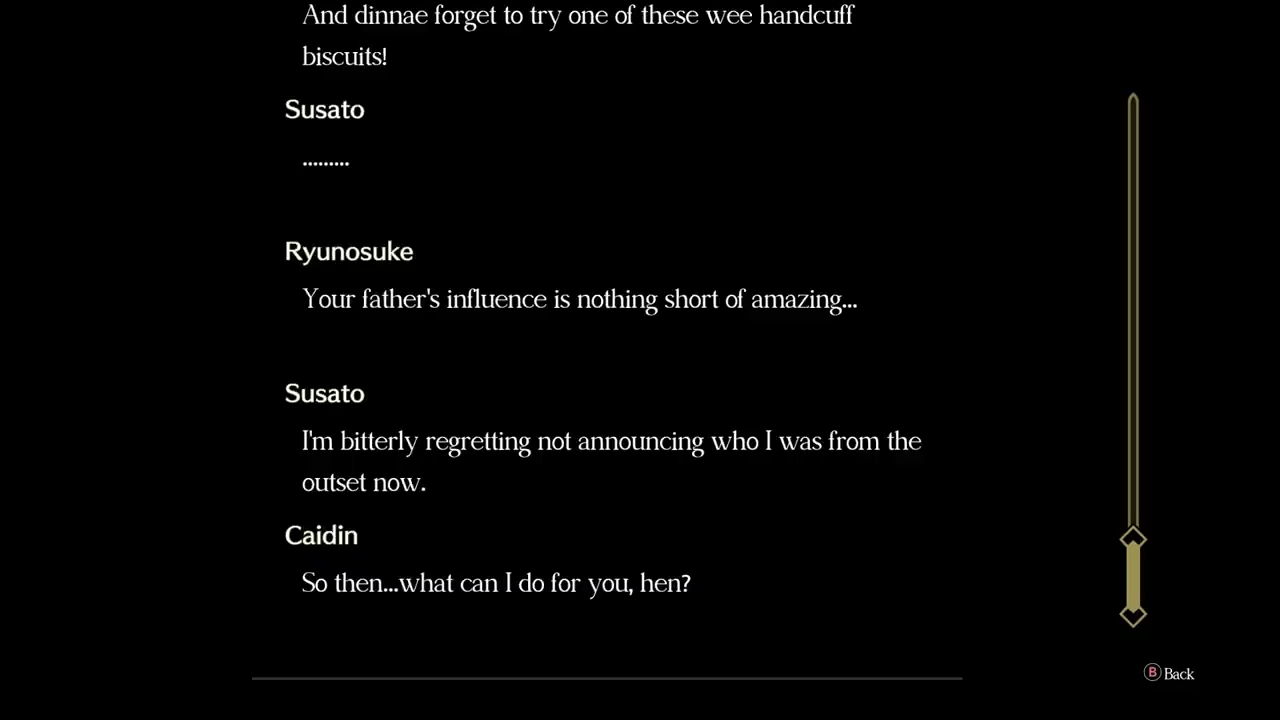 And dinnae forget to try one of these wee handcuff
biscuits!
Susato
.........
Ryunosuke
Your father's influence is nothing short of amazing...
Susato
I'm bitterly regretting not announcing who I was from the
outset now.
Caidin
So then...what can I do for you, hen?
B Back